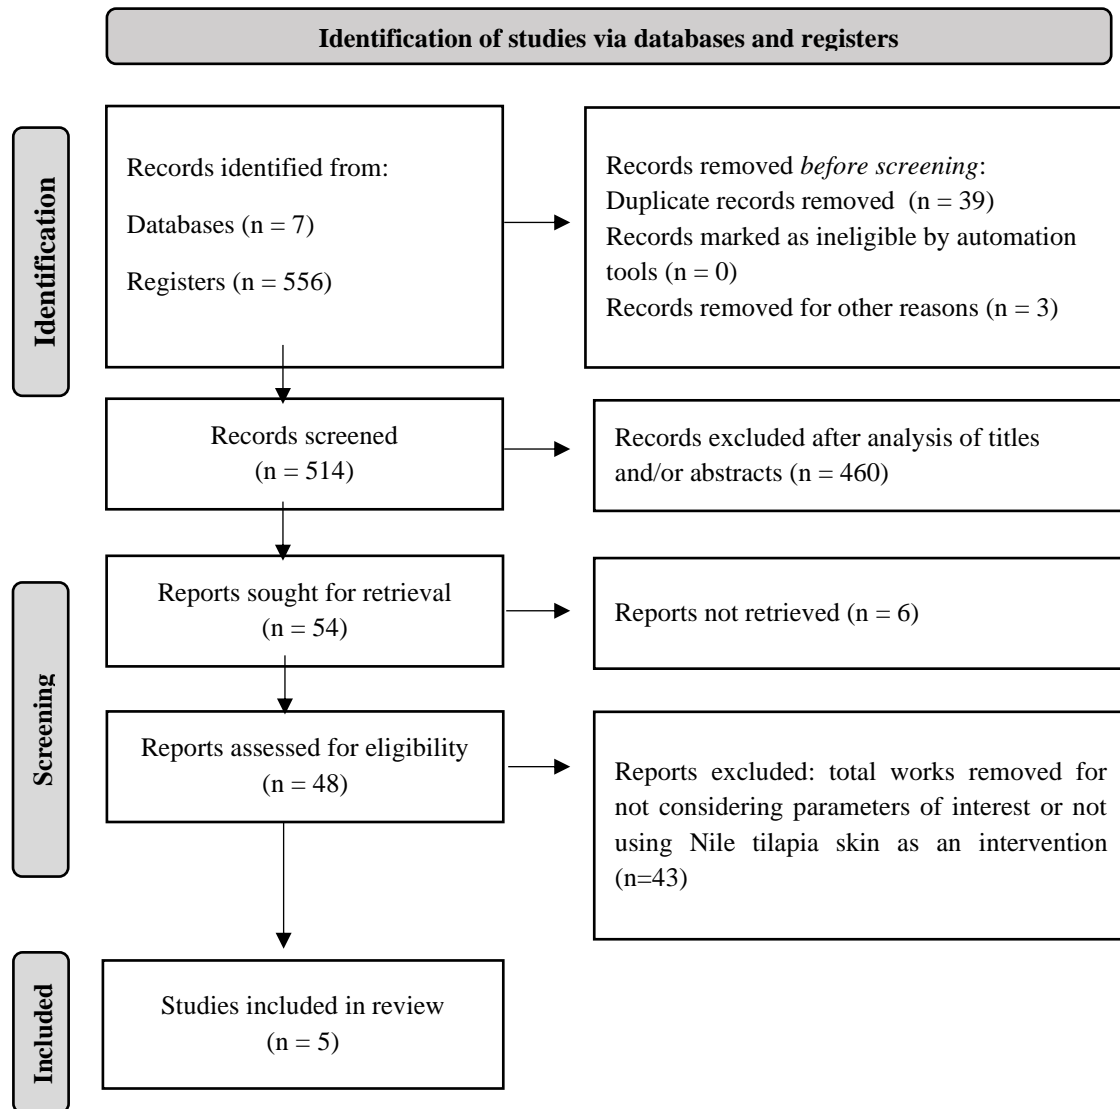 Identification of studies via databases and registers
Identification
Records identified from:
Databases (n = 7)
Registers (n = 556)
Records removed before screening:
Duplicate records removed (n = 39)
Records marked as ineligible by automation
tools (n = 0)
Records removed for other reasons (n = 3)
Records screened
(n = 514)
Records excluded after analysis of titles
and/or abstracts (n = 460)
Screening
Reports sought for retrieval
(n = 54)
Reports not retrieved (n = 6)
Reports assessed for eligibility
(n = 48)
Reports excluded: total works removed for
not considering parameters of interest or not
using Nile tilapia skin as an intervention
(n=43)
Included
Studies included in review
(n = 5)